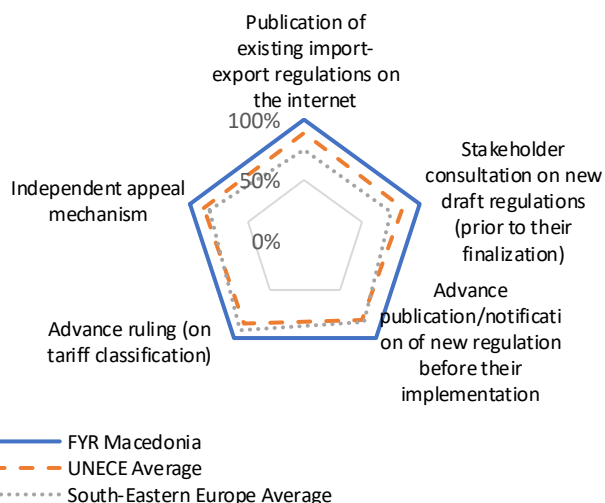 Publication of
existing import-
export regulations on
the internet
100%
50%
0%
Stakeholder
consultation on new
draft regulations
(prior to their
finalization)
Independent appeal
mechanism
Advance
publication/notificati
on of new regulation
before their
implementation
Advance ruling (on
tariff classification)
FYR Macedonia
UNECE Average
South-Eastern Europe Average